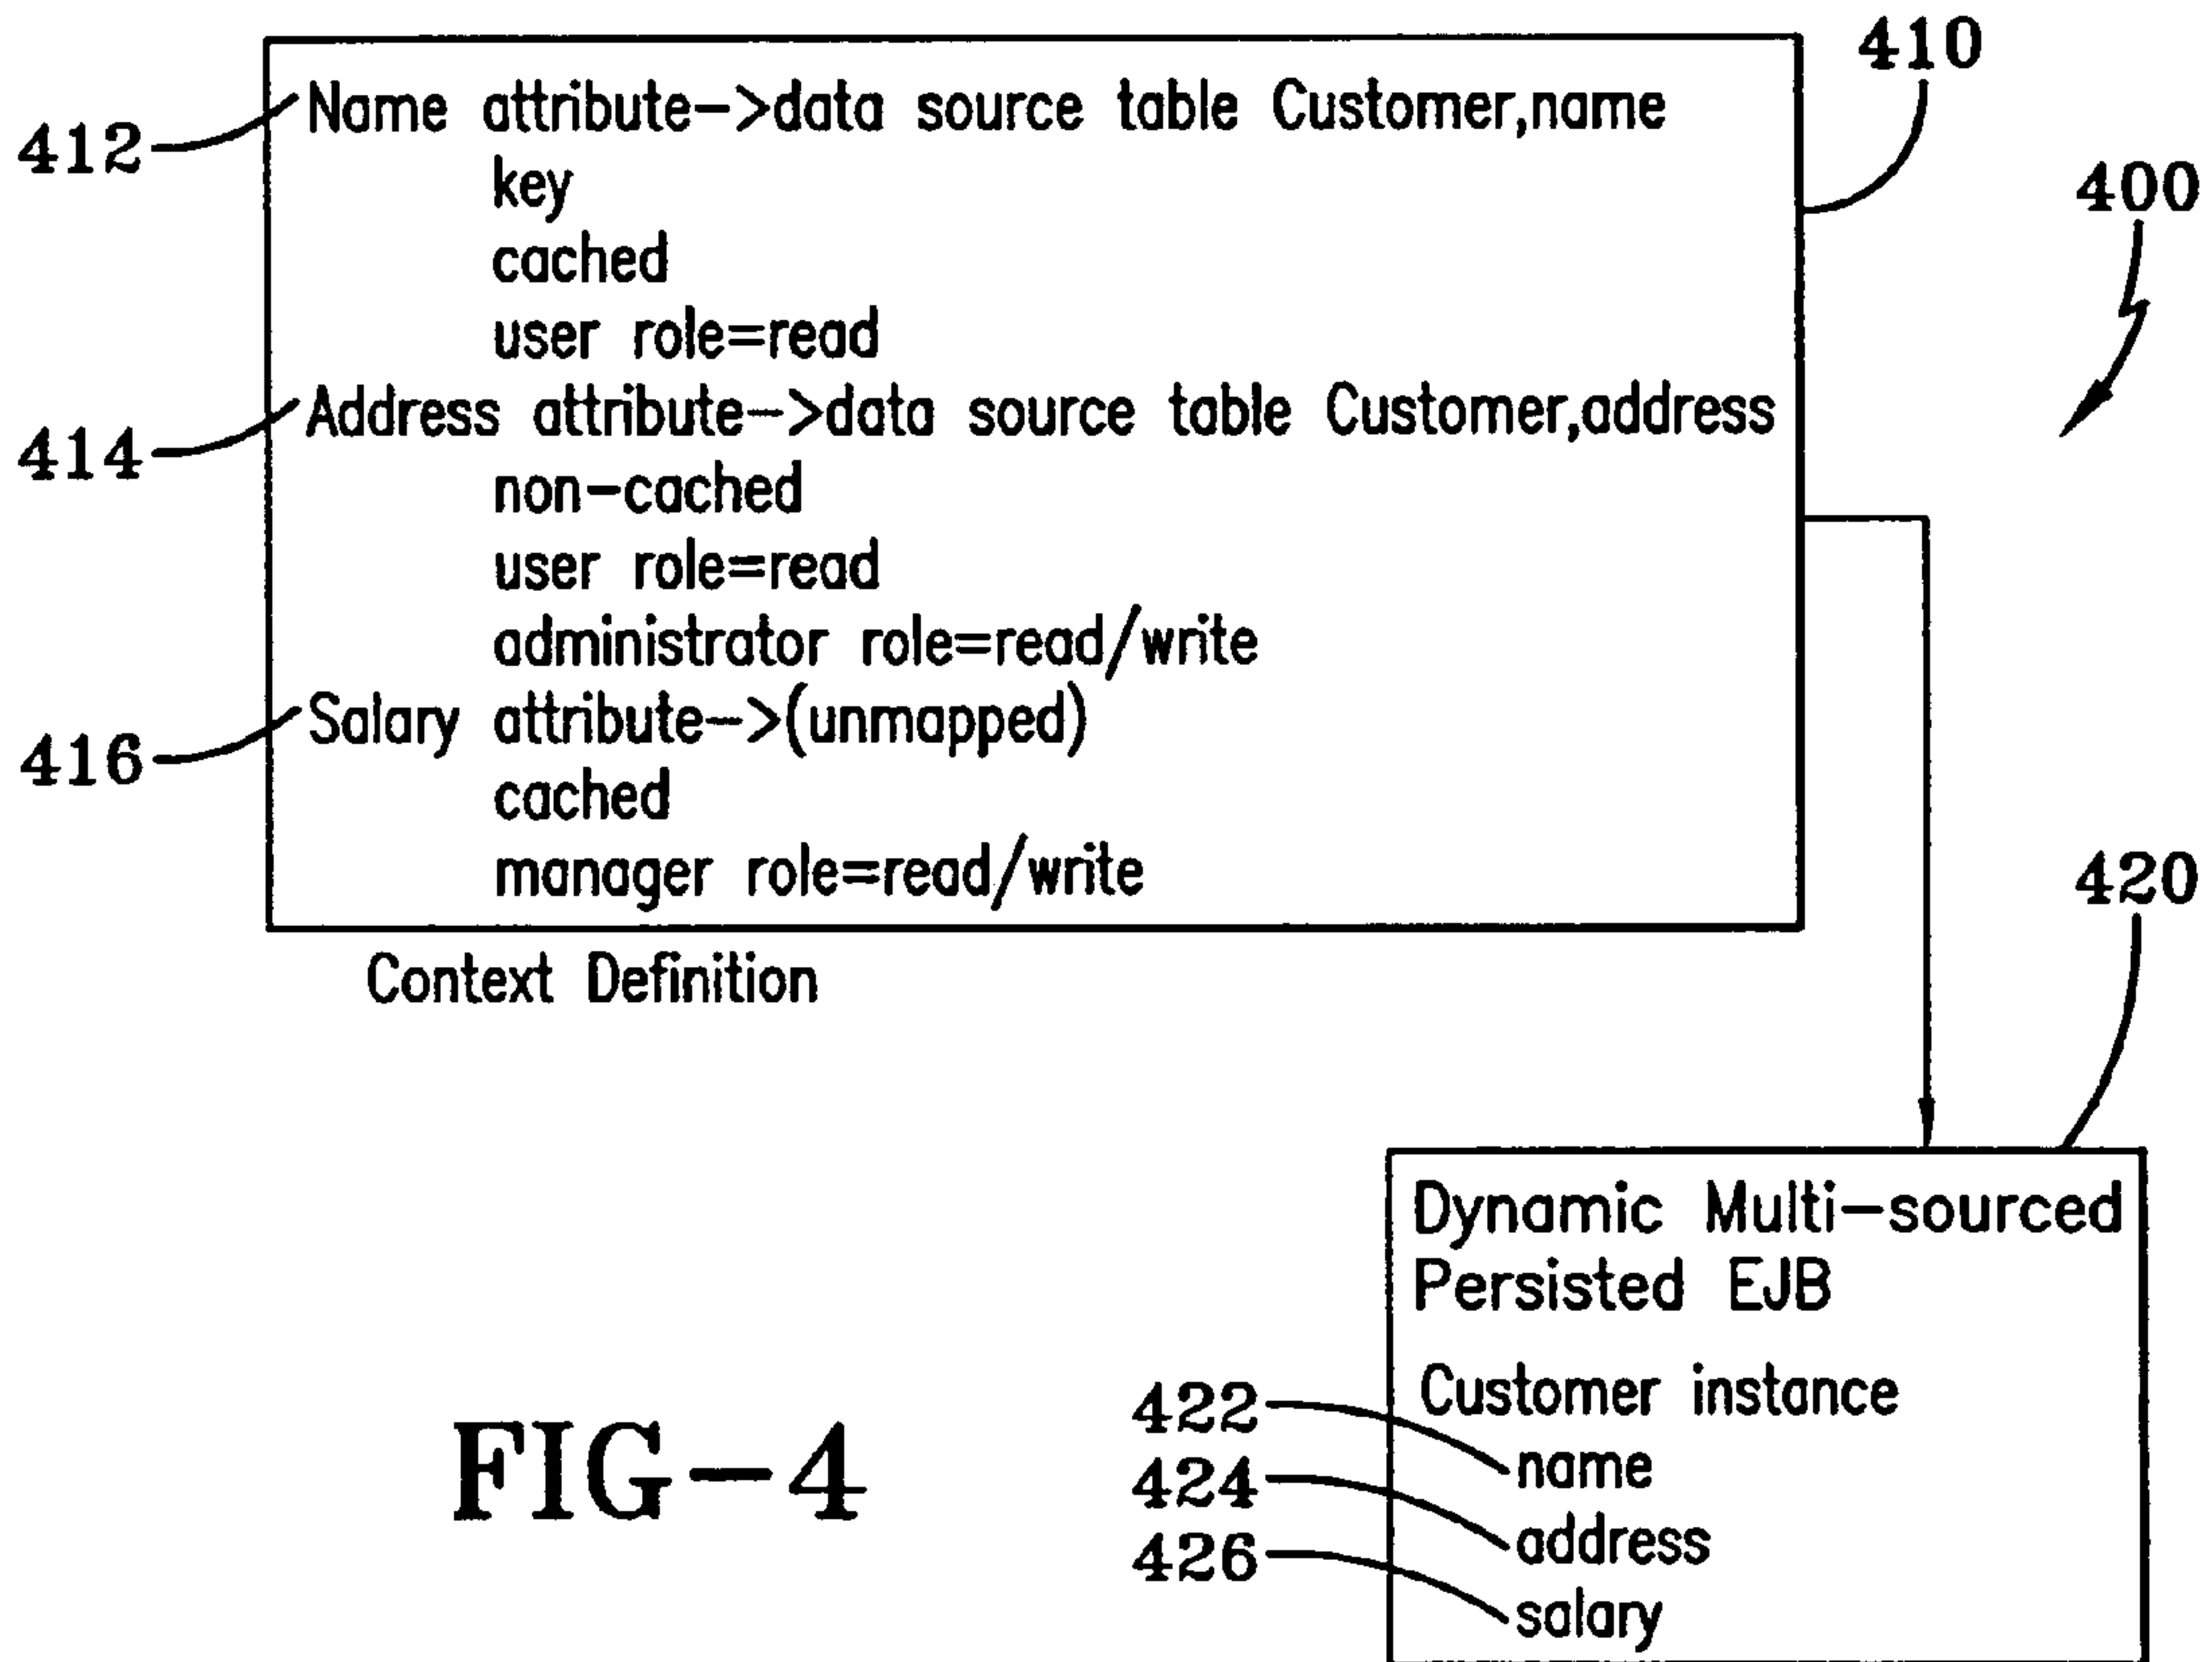 410
Name attribute->data source table Customer,name
412
key
400
cached
user role=read
Address attribute->data source table Customer,address
414
non-cached
user role=read
administrator role=read/write
Salary attribute->(unmapped)
416
cached
manager role=read/write
420
Context Definition
Dynamic Multi-sourced
Persisted EJB
Customer instance
422
name
424
address
426
salary
FIG-4